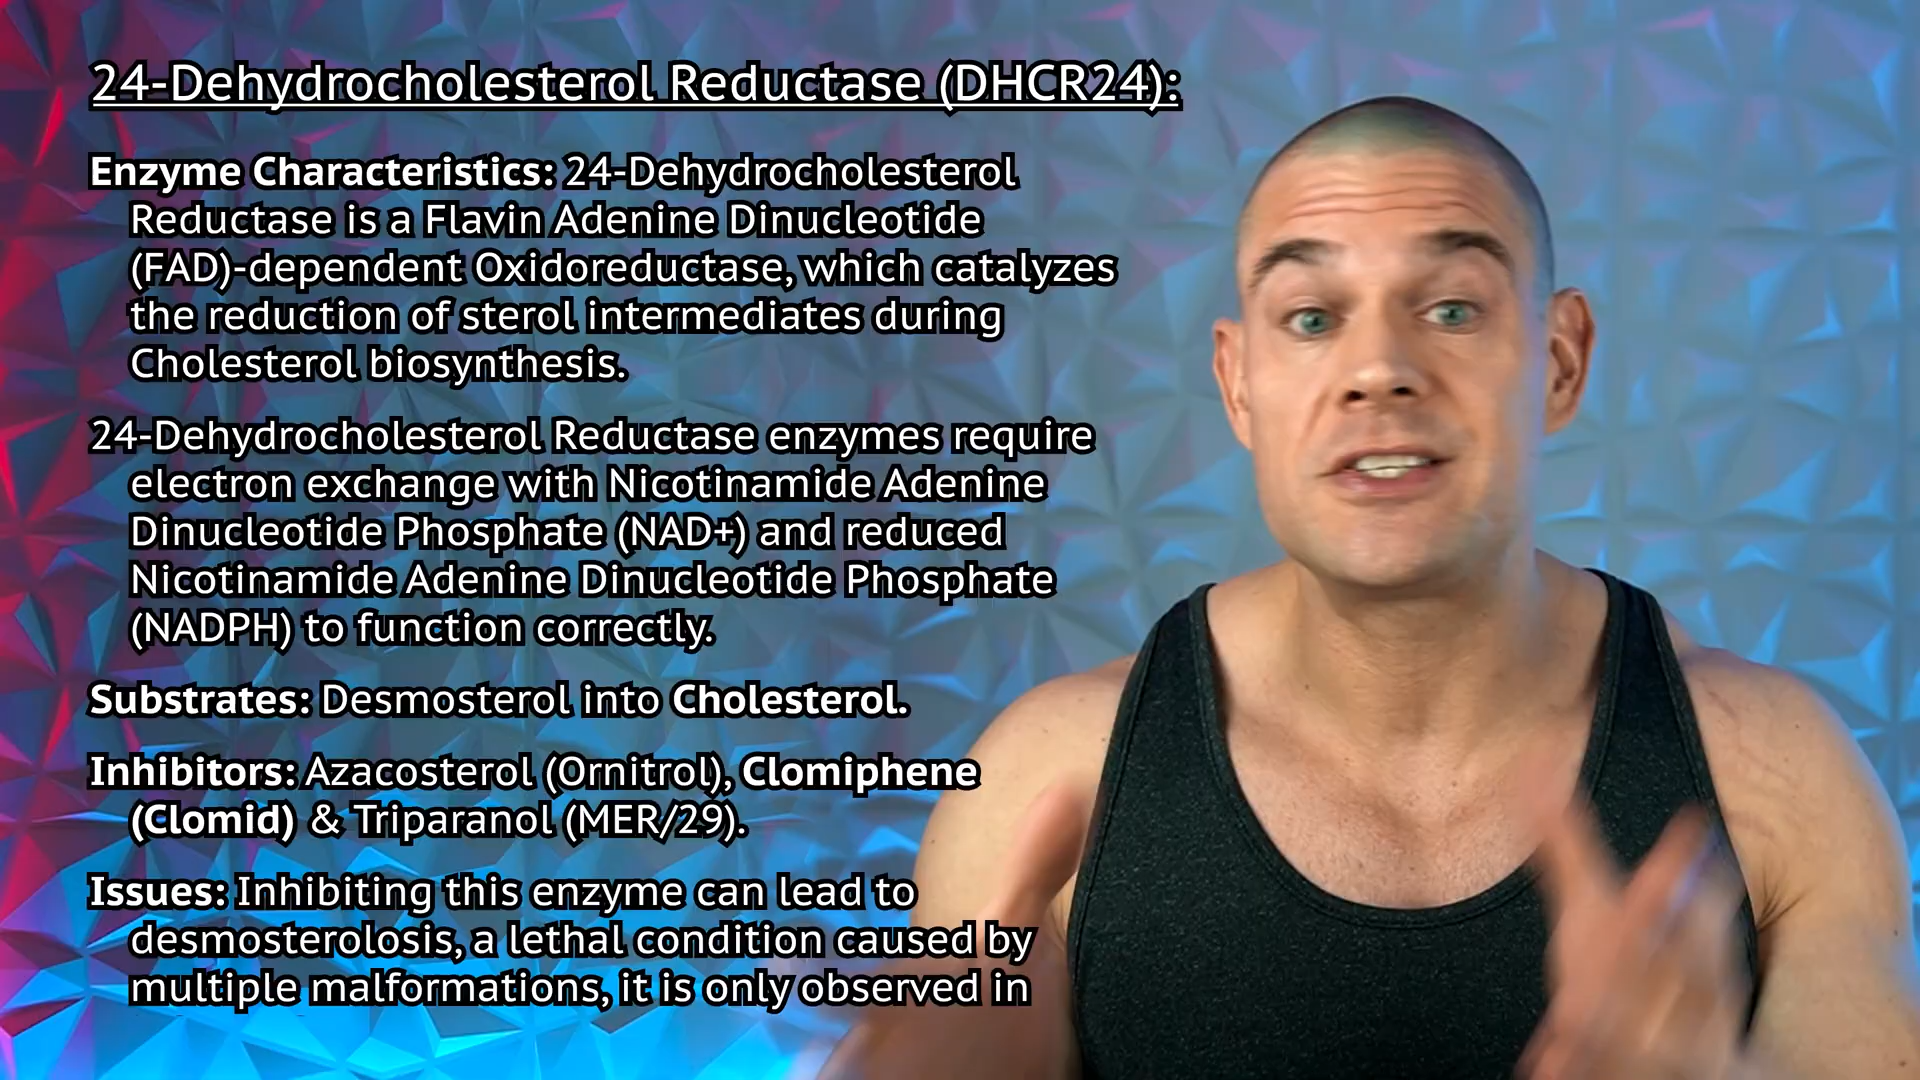 24-Dehydrocholesterol Reductase (DHCR24):
Enzyme Characteristics: 24-Dehydrocholesterol
Reductase is a Flavin Adenine Dinucleotide
(FAD)-dependent Oxidoreductase, which catalyzes
the reduction of sterol intermediates during
Cholesterol biosynthesis.
24-Dehydrocholesterol Reductase enzymes require
electron exchange with Nicotinamide Adenine
Dinucleotide Phosphate (NAD+) and reduced
Nicotinamide Adenine Dinucleotide Phosphate
(NADPH) to function correctly.
Substrates: Desmosterol into Cholesterol.
Inhibitors: Azacosterol (Ornitrol), Clomiphene
(Clomid) & Triparanol (MER/29).
Issues: Inhibiting this enzyme can lead to
desmosterolosis, a lethal condition caused by
multiple malformations, it is only observed in